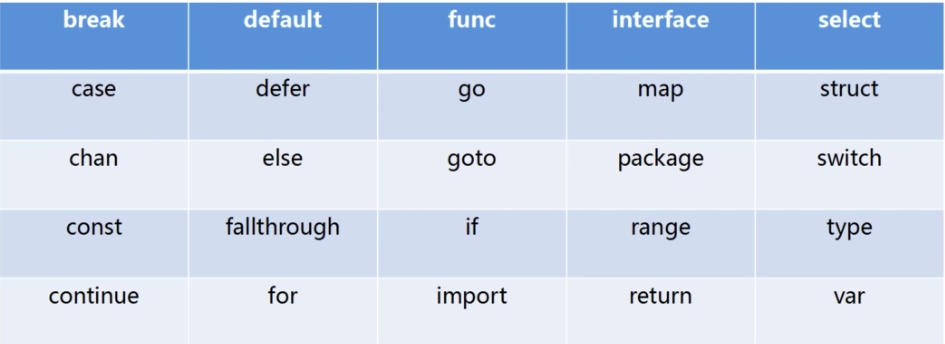 break default func interface select
case defer go map struct
chan else goto package switch
const fallthrough if range type
continue for import return var